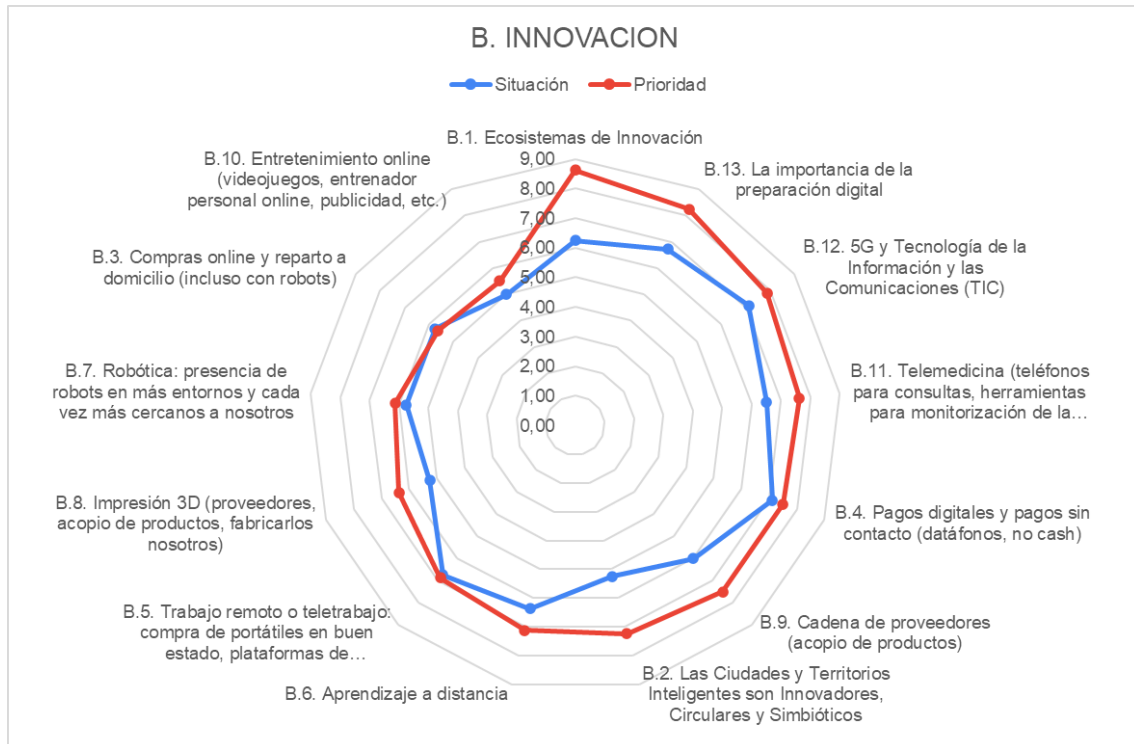 B. INNOVACION
Situación
Prioridad
B.1. Ecosistemas de Innovación
B.13. La importancia de la
preparación digital
B.12. 5G y Tecnología de la
Información y las
Comunicaciones (TIC)
B.11. Telemedicina (teléfonos
para consultas, herramientas
para monitorización de la…
B.4. Pagos digitales y pagos sin
contacto (datáfonos, no cash)
B.9. Cadena de proveedores
(acopio de productos)
B.2. Las Ciudades y Territorios
Inteligentes son Innovadores,
Circulares y Simbióticos
B.6. Aprendizaje a distancia
B.5. Trabajo remoto o teletrabajo:
compra de portátiles en buen
estado, plataformas de…
B.8. Impresión 3D (proveedores,
acopio de productos, fabricarlos
nosotros)
B.7. Robótica: presencia de
robots en más entornos y cada
vez más cercanos a nosotros
B.3. Compras online y reparto a
domicilio (incluso con robots)
B.10. Entretenimiento online
(videojuegos, entrenador
personal online, publicidad, etc.)
9,00
8,00
7,00
6,00
5,00
4,00
3,00
2,00
1,00
0,00